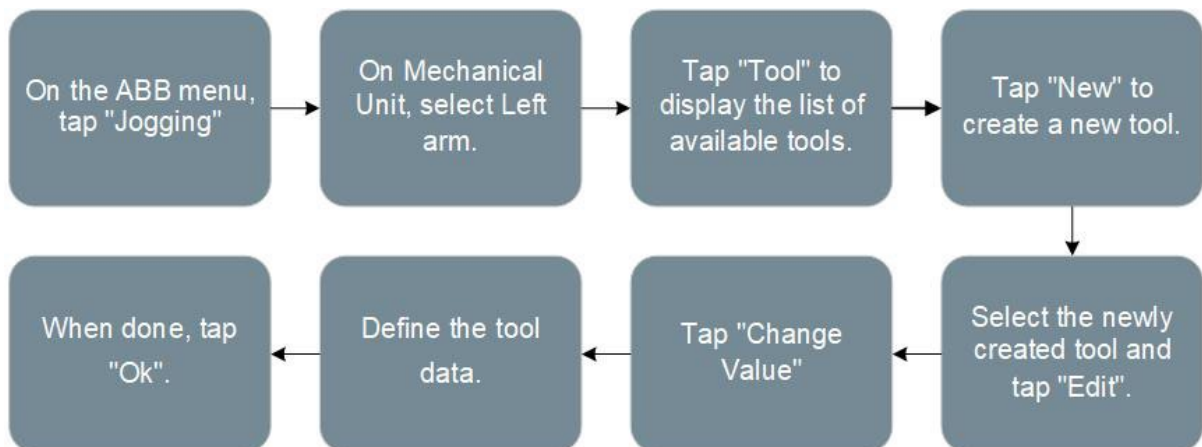 On the ABB menu,
tap "Jogging"
On Mechanical
Unit, select Left
arm.
Tap "Tool" to
display the list of
available tools.
Tap "New" to
create a new tool.
Select the newly
created tool and
tap "Edit".
Tap "Change
Value"
Define the tool
data.
When done, tap
"Ok".